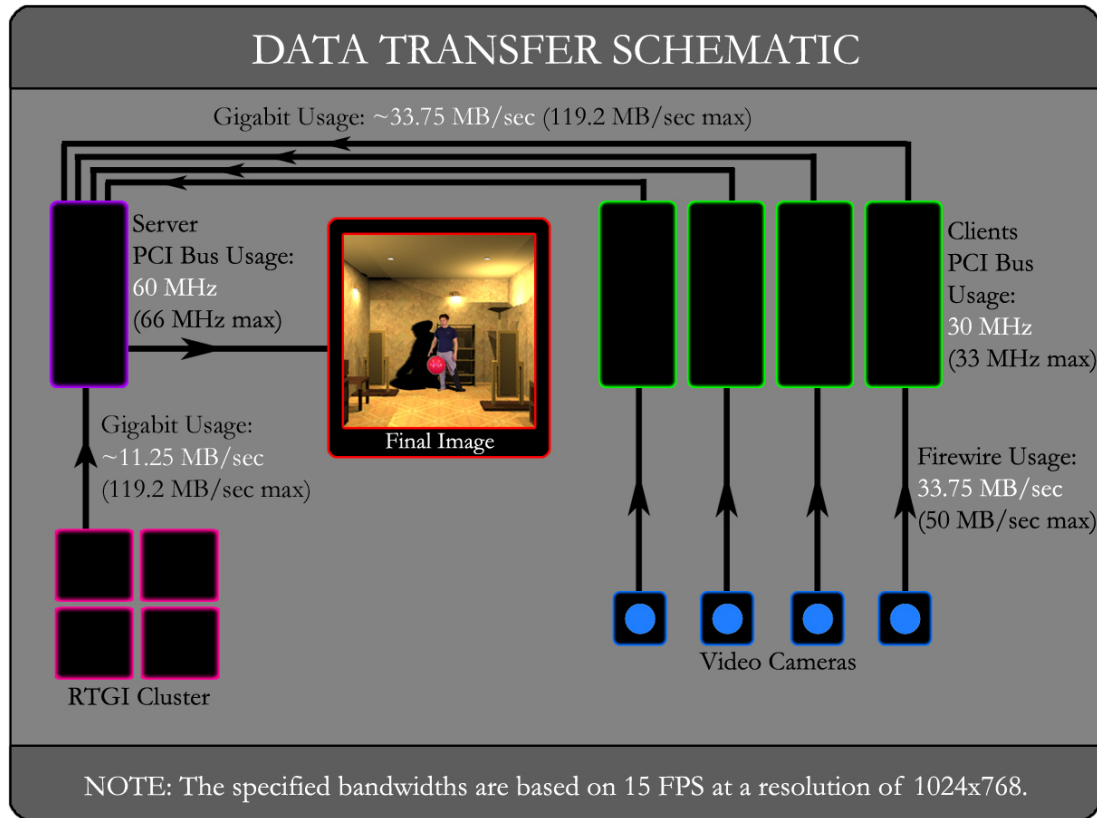 DATA TRANSFER SCHEMATIC
Gigabit Usage: ~33.75 MB/sec (119.2 MB/sec max)
Server
PCI Bus Usage:
60 MHz
(66 MHz max)
Final Image
Clients
PCI Bus
Usage:
30 MHz
(33 MHz max)
Gigabit Usage:
~11.25 MB/sec
(119.2 MB/sec max)
Firewire Usage:
33.75 MB/sec
(50 MB/sec max)
RTGI Cluster
Video Cameras
NOTE: The specified bandwidths are based on 15 FPS at a resolution of 1024x768.